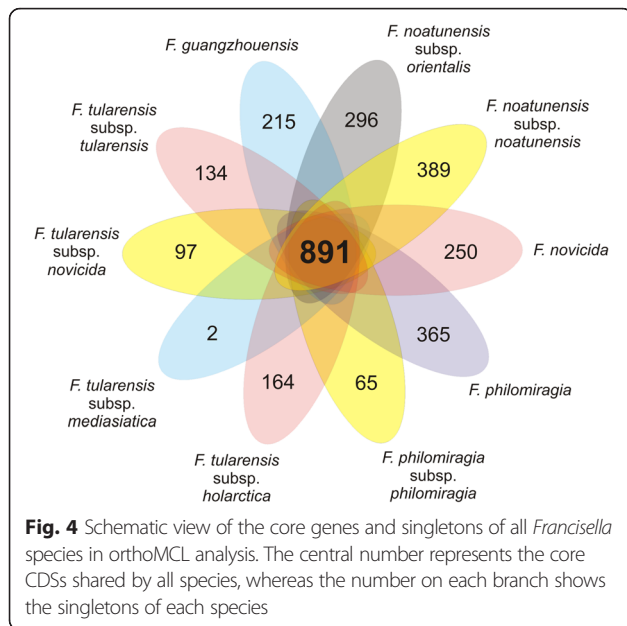 F. guangzhouensis
F. noatunensis
subsp.
orientalis
F. noatunensis
subsp.
noatunensis
F. tularensis
subsp.
tularensis
215
296
134
389
F. tularensis
subsp.
novicida
97
891
250
F. novicida
2
365
F. tularensis
subsp.
mediasiatica
164
65
F. philomiragia
F. tularensis
subsp.
holarctica
F. philomiragia
subsp.
philomiragia
Fig. 4 Schematic view of the core genes and singletons of all Francisella
species in orthoMCL analysis. The central number represents the core
CDSs shared by all species, whereas the number on each branch shows
the singletons of each species